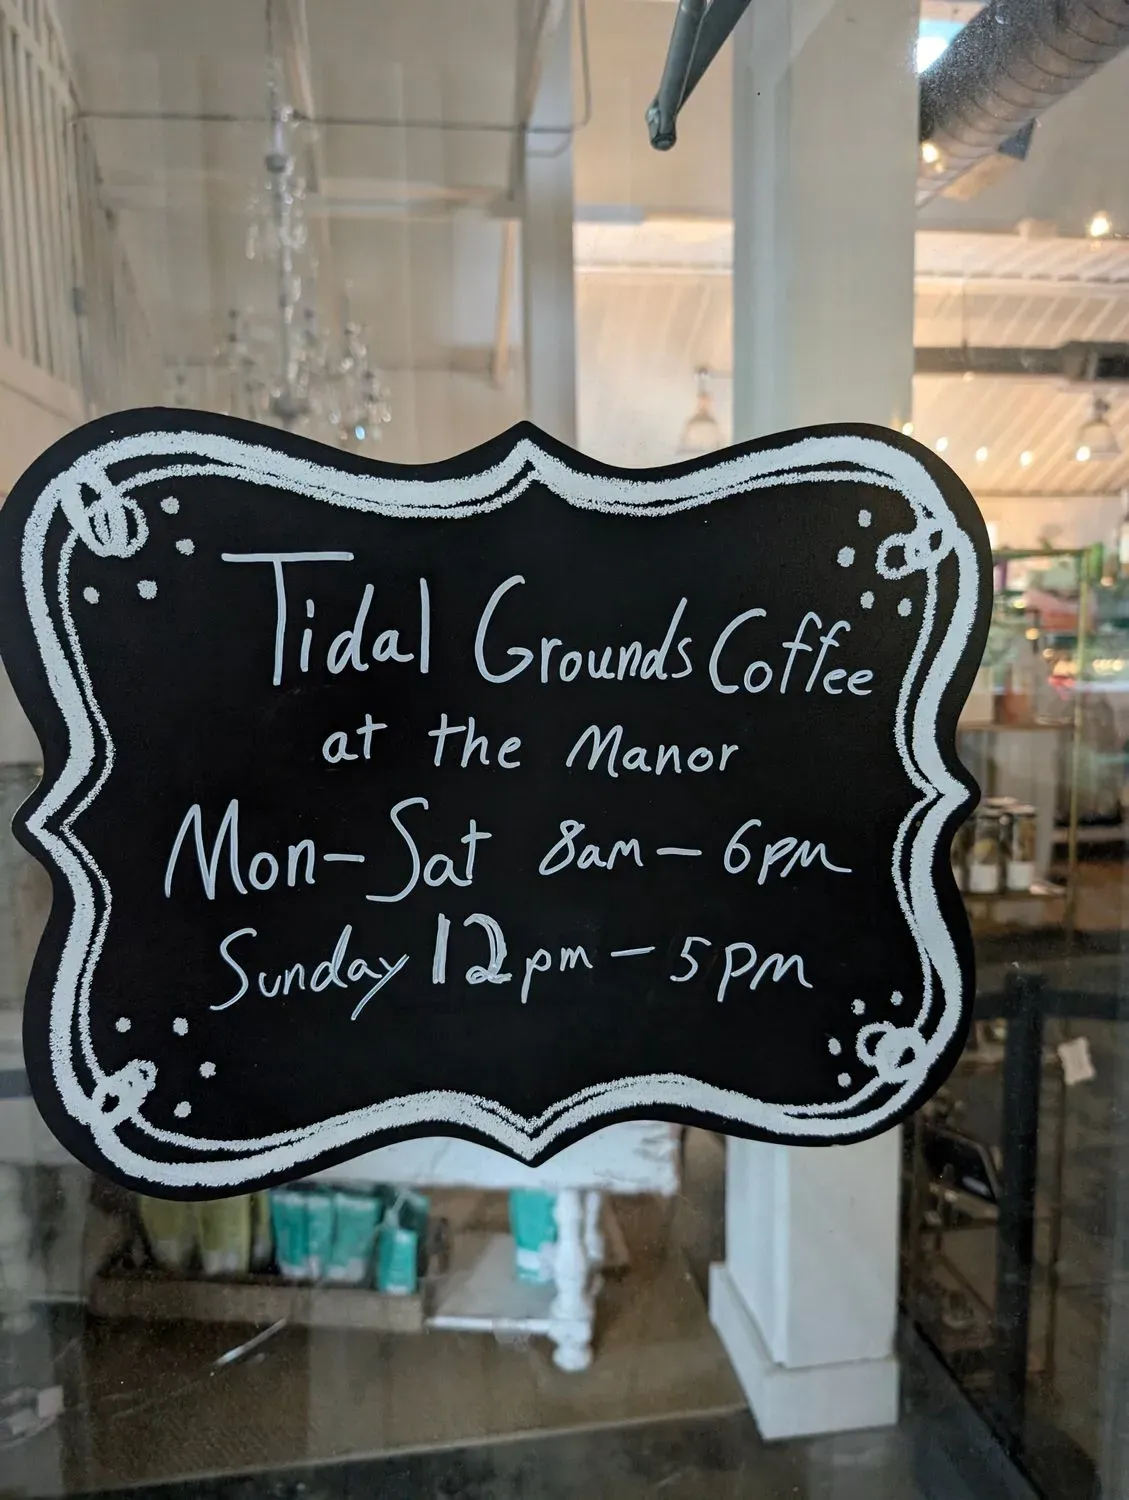 Tidal Grounds Coffee
at the Manor
Mon-Sat 8am - 6pm
Sunday 12pm - 5pm